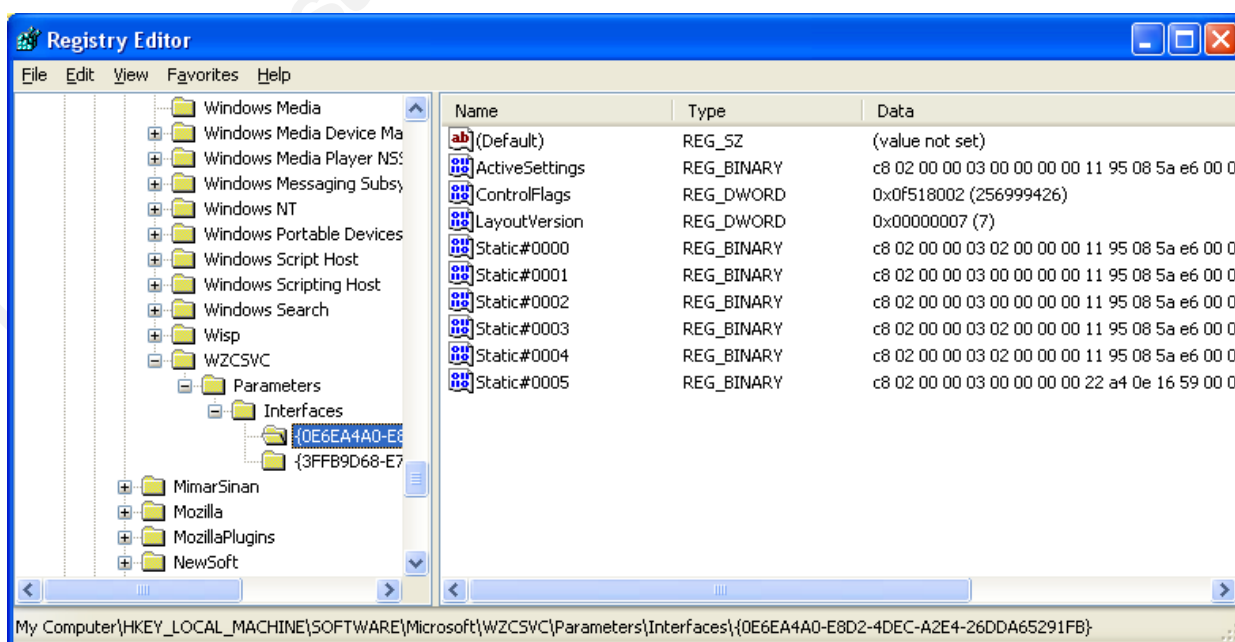 Registry Editor
File Edit View Favorites Help
Windows Media
Windows Media Device Ma
Windows Media Player NSS
Windows Messaging Subsy
Windows NT
Windows Portable Devices
Windows Script Host
Windows Scripting Host
Windows Search
Wisp
WZCSVC
Parameters
Interfaces
{0E6EA4A0-E8
{3FFB9D68-E7
MimarSinan
Mozilla
MozillaPlugins
NewSoft
Name Type Data
(Default) REG_SZ (value not set)
ActiveSettings REG_BINARY c8 02 00 00 03 00 00 00 00 11 95 08 5a e6 00 0
ControlFlags REG_DWORD 0x0f518002 (256999426)
LayoutVersion REG_DWORD 0x00000007 (7)
Static#0000 REG_BINARY c8 02 00 00 03 02 00 00 00 11 95 08 5a e6 00 0
Static#0001 REG_BINARY c8 02 00 00 03 00 00 00 00 11 95 08 5a e6 00 0
Static#0002 REG_BINARY c8 02 00 00 03 00 00 00 00 11 95 08 5a e6 00 0
Static#0003 REG_BINARY c8 02 00 00 03 02 00 00 00 11 95 08 5a e6 00 0
Static#0004 REG_BINARY c8 02 00 00 03 02 00 00 00 11 95 08 5a e6 00 0
Static#0005 REG_BINARY c8 02 00 00 03 00 00 00 00 22 a4 0e 16 59 00 0
My Computer\HKEY_LOCAL_MACHINE\SOFTWARE\Microsoft\WZCSVC\Parameters\Interfaces\{0E6EA4A0-E8D2-4DEC-A2E4-26DDA65291FB}